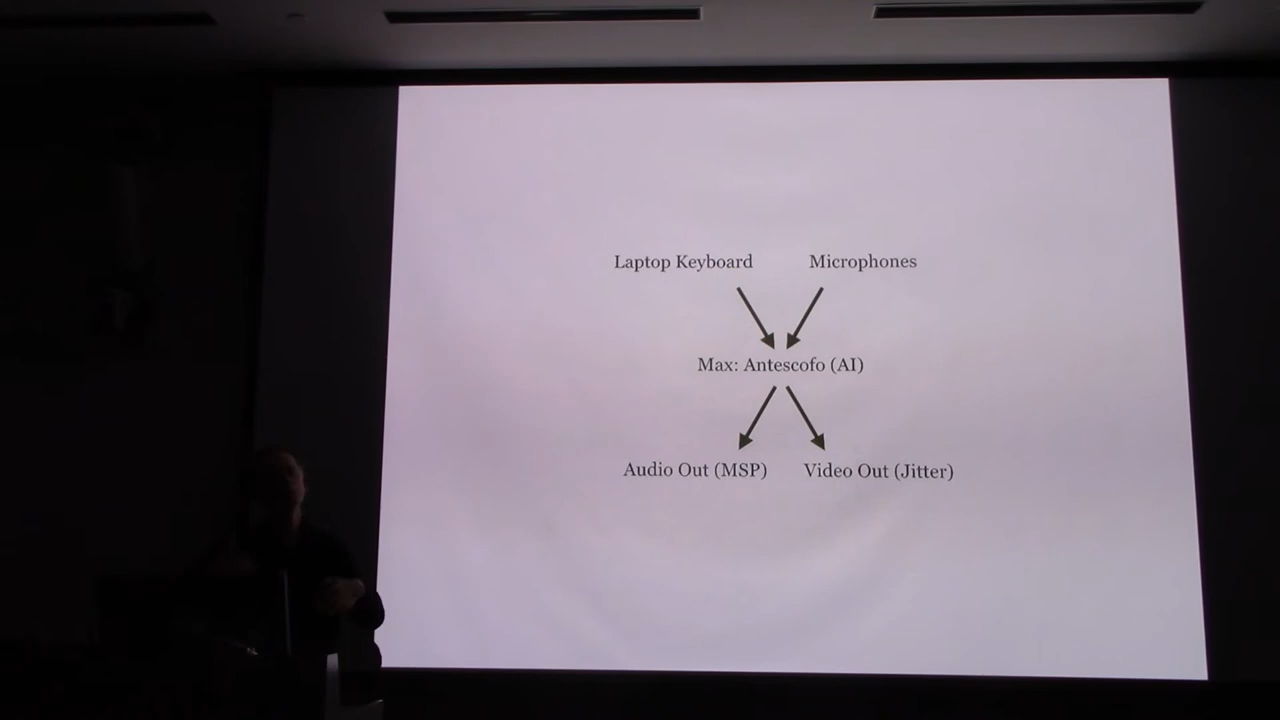 Laptop Keyboard Microphones
Max: Antescofo (AI)
Audio Out (MSP) Video Out (Jitter)